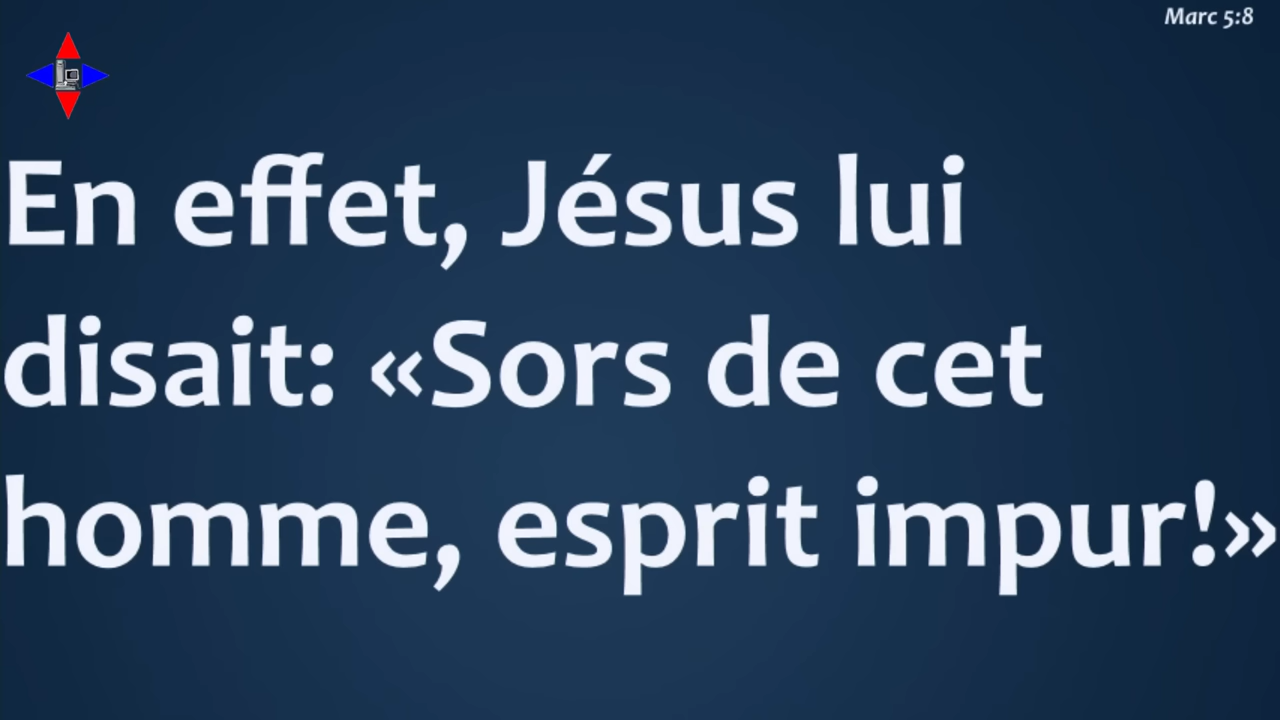 Marc 5:8
En effet, Jésus lui
disait: «Sors de cet
homme, esprit impur!»